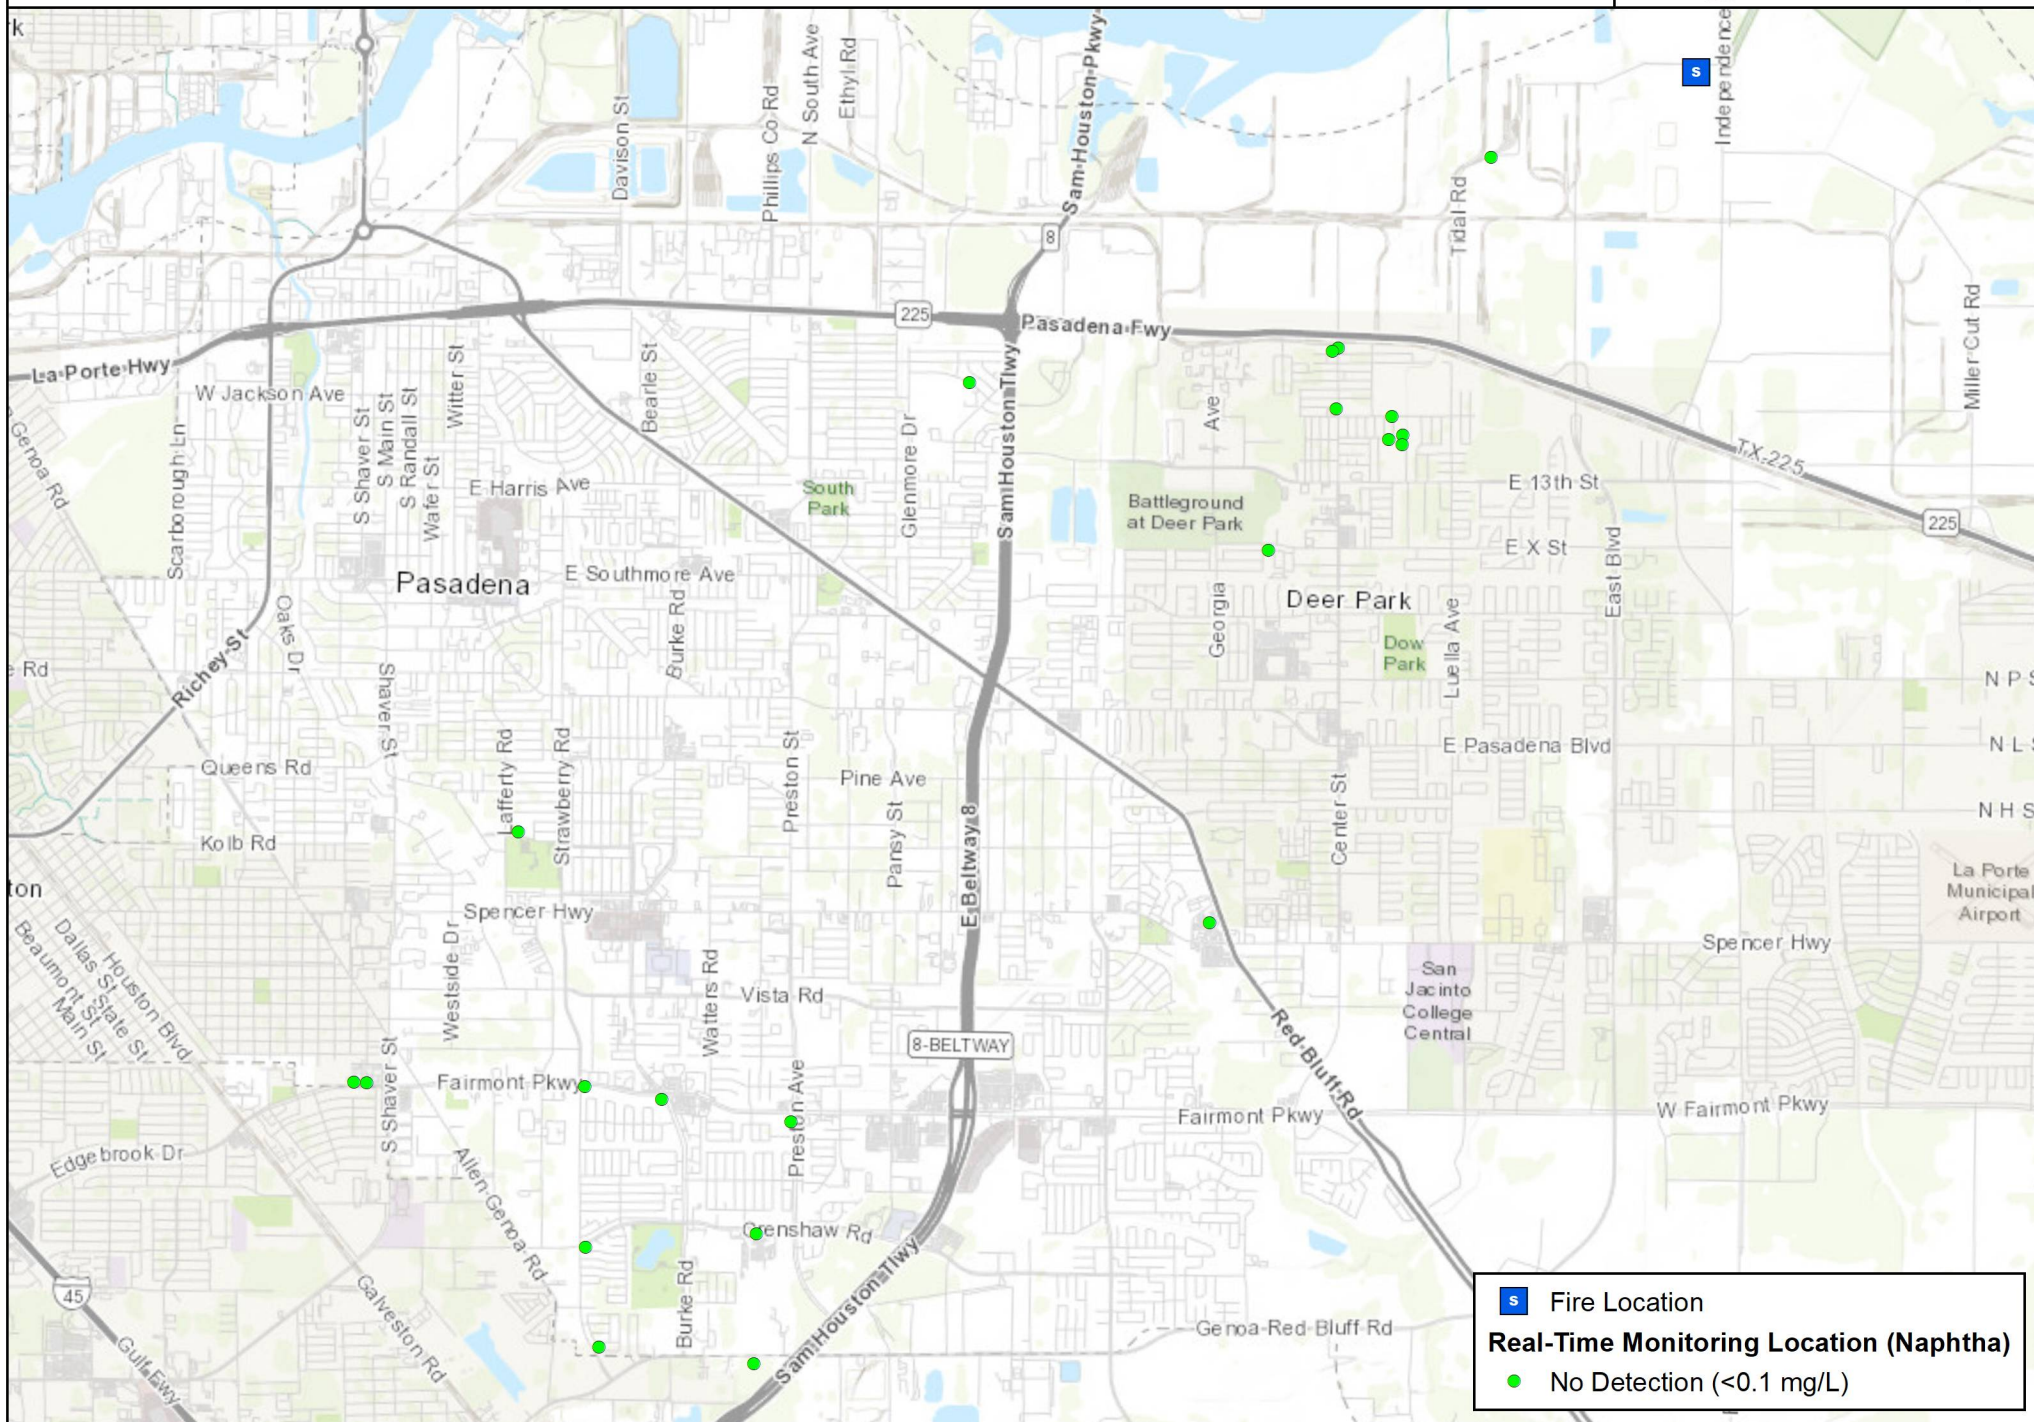 k
N South Ave
Ethyl Rd
Sam-Houston-Pkwy
Independence
S
Davison St
Phillips Co Rd
Tidal Rd
8
225
Pasadena Fwy
Miller Cut Rd
La-Porte-Hwy
W Jackson Ave
Witter St
Bearle St
S Shaver St
S Main St
S Randall St
Wafer St
Sam Houston Tlwy
Ave
Genoa Rd
Scarborough Ln
Glenmore Dr
TX-225
E Harris Ave
South
Park
Battleground
at Deer Park
E 13th St
225
E X St
East Blvd
Pasadena
E Southmore Ave
Deer Park
Oaks Dr
Burke Rd
Georgia
Luella Ave
Dow
Park
Richey St
e Rd
Shaver St
N P S
Lafferty Rd
Strawberry Rd
Preston St
E Pasadena Blvd
N L S
Queens Rd
Pine Ave
Pansy St
Center St
N H S
Kolb Rd
E Beltway 8
ton
La Porte
Municipal
Airport
Spencer Hwy
Spencer Hwy
Houston Blvd
Dallas St
State St
Beaumont St
Main St
Westside Dr
Watters Rd
Vista Rd
San
Jacinto
College
Central
8-BELTWAY
Red-Bluff-Rd
S Shaver St
Fairmont Pkwy
Preston Ave
Fairmont Pkwy
W Fairmont Pkwy
Edgebrook Dr
Allen-Genoa-Rd
Crenshaw Rd
Sam-Houston-Tlwy
Burke Rd
45
Galveston Rd
Gulf Fwy
Genoa-Red-Bluff Rd
S Fire Location
Real-Time Monitoring Location (Naphtha)
No Detection (<0.1 mg/L)